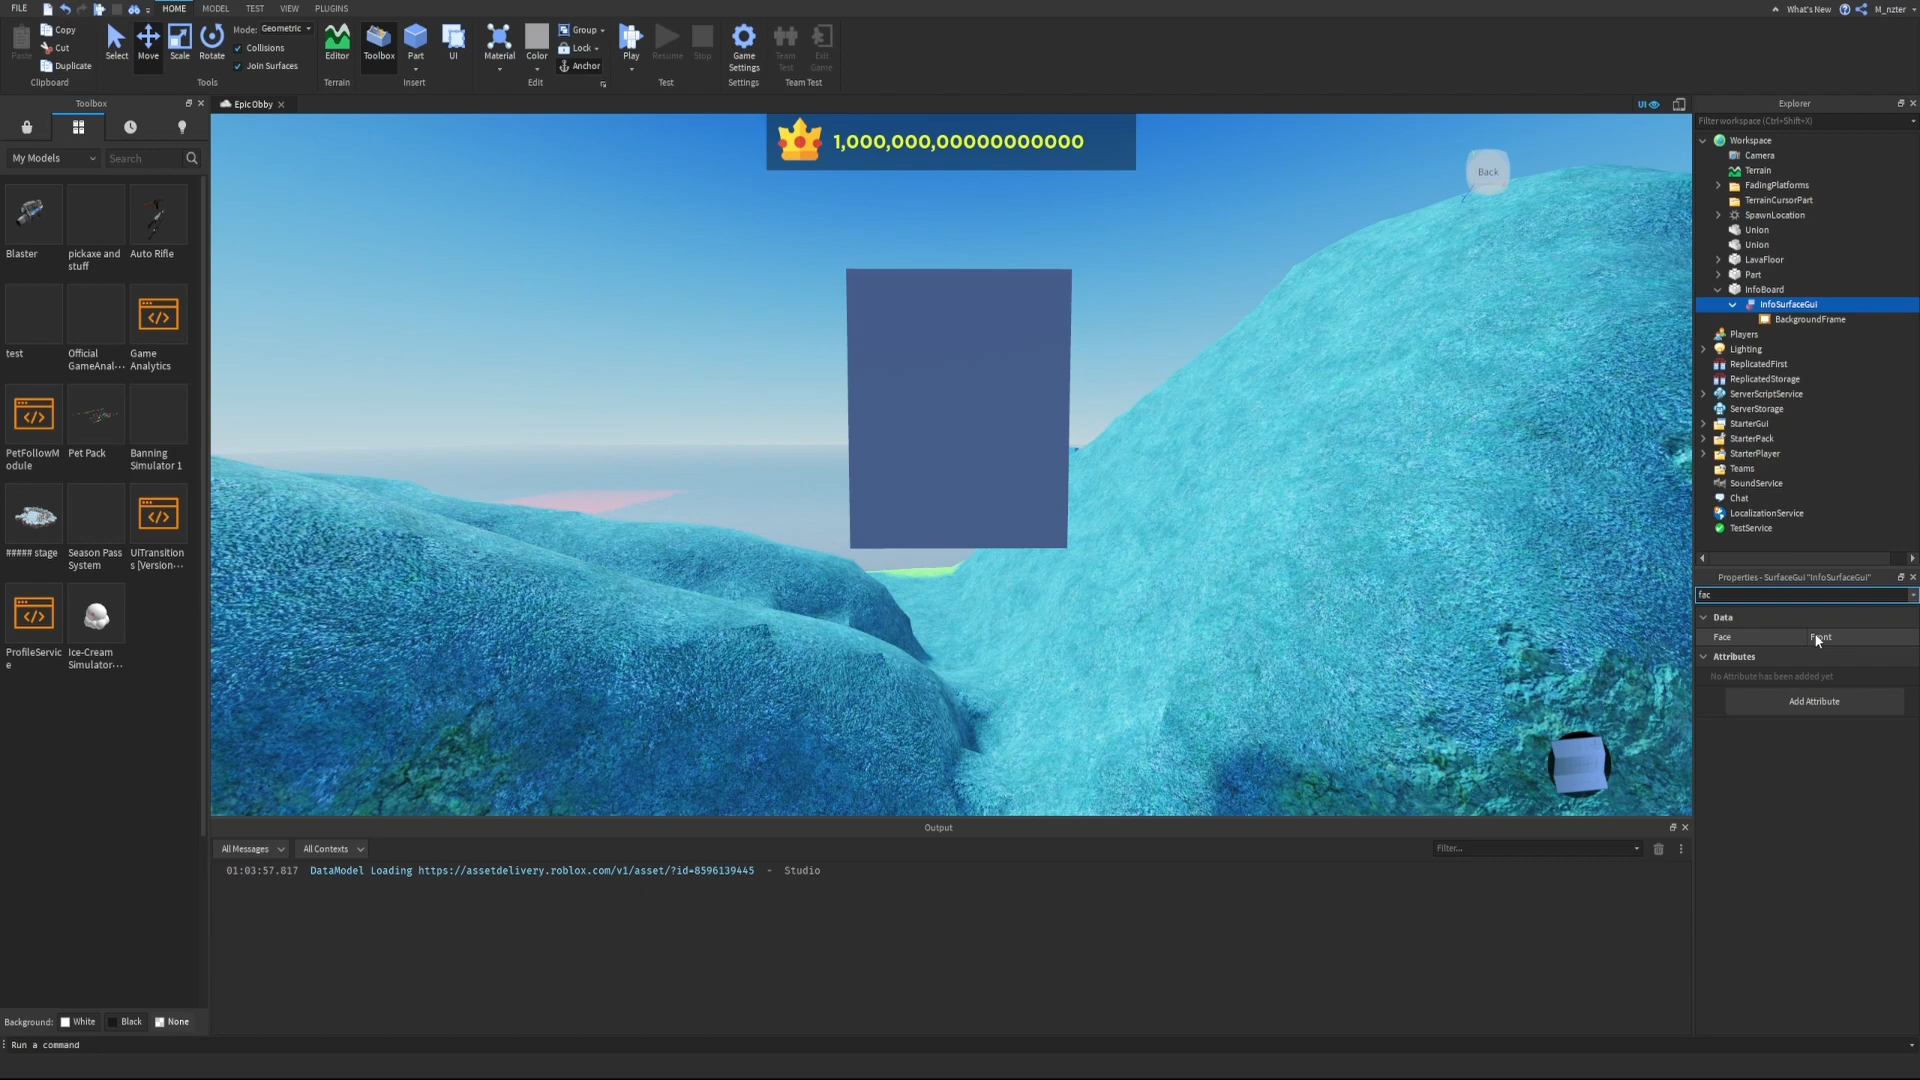 FILE
HOME
MODEL
TEST
VIEW
PLUGINS
What's New
M_nzter
Paste
Copy
Cut
Duplicate
Clipboard
Select
Move
Scale
Rotate
Mode: Geometric
Collisions
Join Surfaces
Tools
Editor
Terrain
Toolbox
Part
UI
Insert
Material
Color
Group
Lock
Anchor
Edit
Play
Resume
Stop
Test
Game
Settings
Settings
Team
Test
Exit
Game
Team Test
Toolbox
My Models
Search
Blaster
pickaxe and
stuff
Auto Rifle
test
Official
GameAnal···
Game
Analytics
PetFollowM
odule
Pet Pack
Banning
Simulator 1
##### stage
Season Pass
System
UITransition
s [Version···
ProfileServic
e
Ice-Cream
Simulator···
Background:
White
Black
None
EpicObby
UI
1,000,000,00000000000
Back
Output
All Messages
All Contexts
Filter...
01:03:57.817 DataModel Loading https://assetdelivery.roblox.com/v1/asset/?id=8596139445 - Studio
Explorer
Filter workspace (Ctrl+Shift+X)
Workspace
Camera
Terrain
FadingPlatforms
TerrainCursorPart
SpawnLocation
Union
Union
LavaFloor
Part
InfoBoard
InfoSurfaceGui
BackgroundFrame
Players
Lighting
ReplicatedFirst
ReplicatedStorage
ServerScriptService
ServerStorage
StarterGui
StarterPack
StarterPlayer
Teams
SoundService
Chat
LocalizationService
TestService
Properties - SurfaceGui "InfoSurfaceGui"
fac
Data
Face
Front
Attributes
No Attribute has been added yet
Add Attribute
Run a command